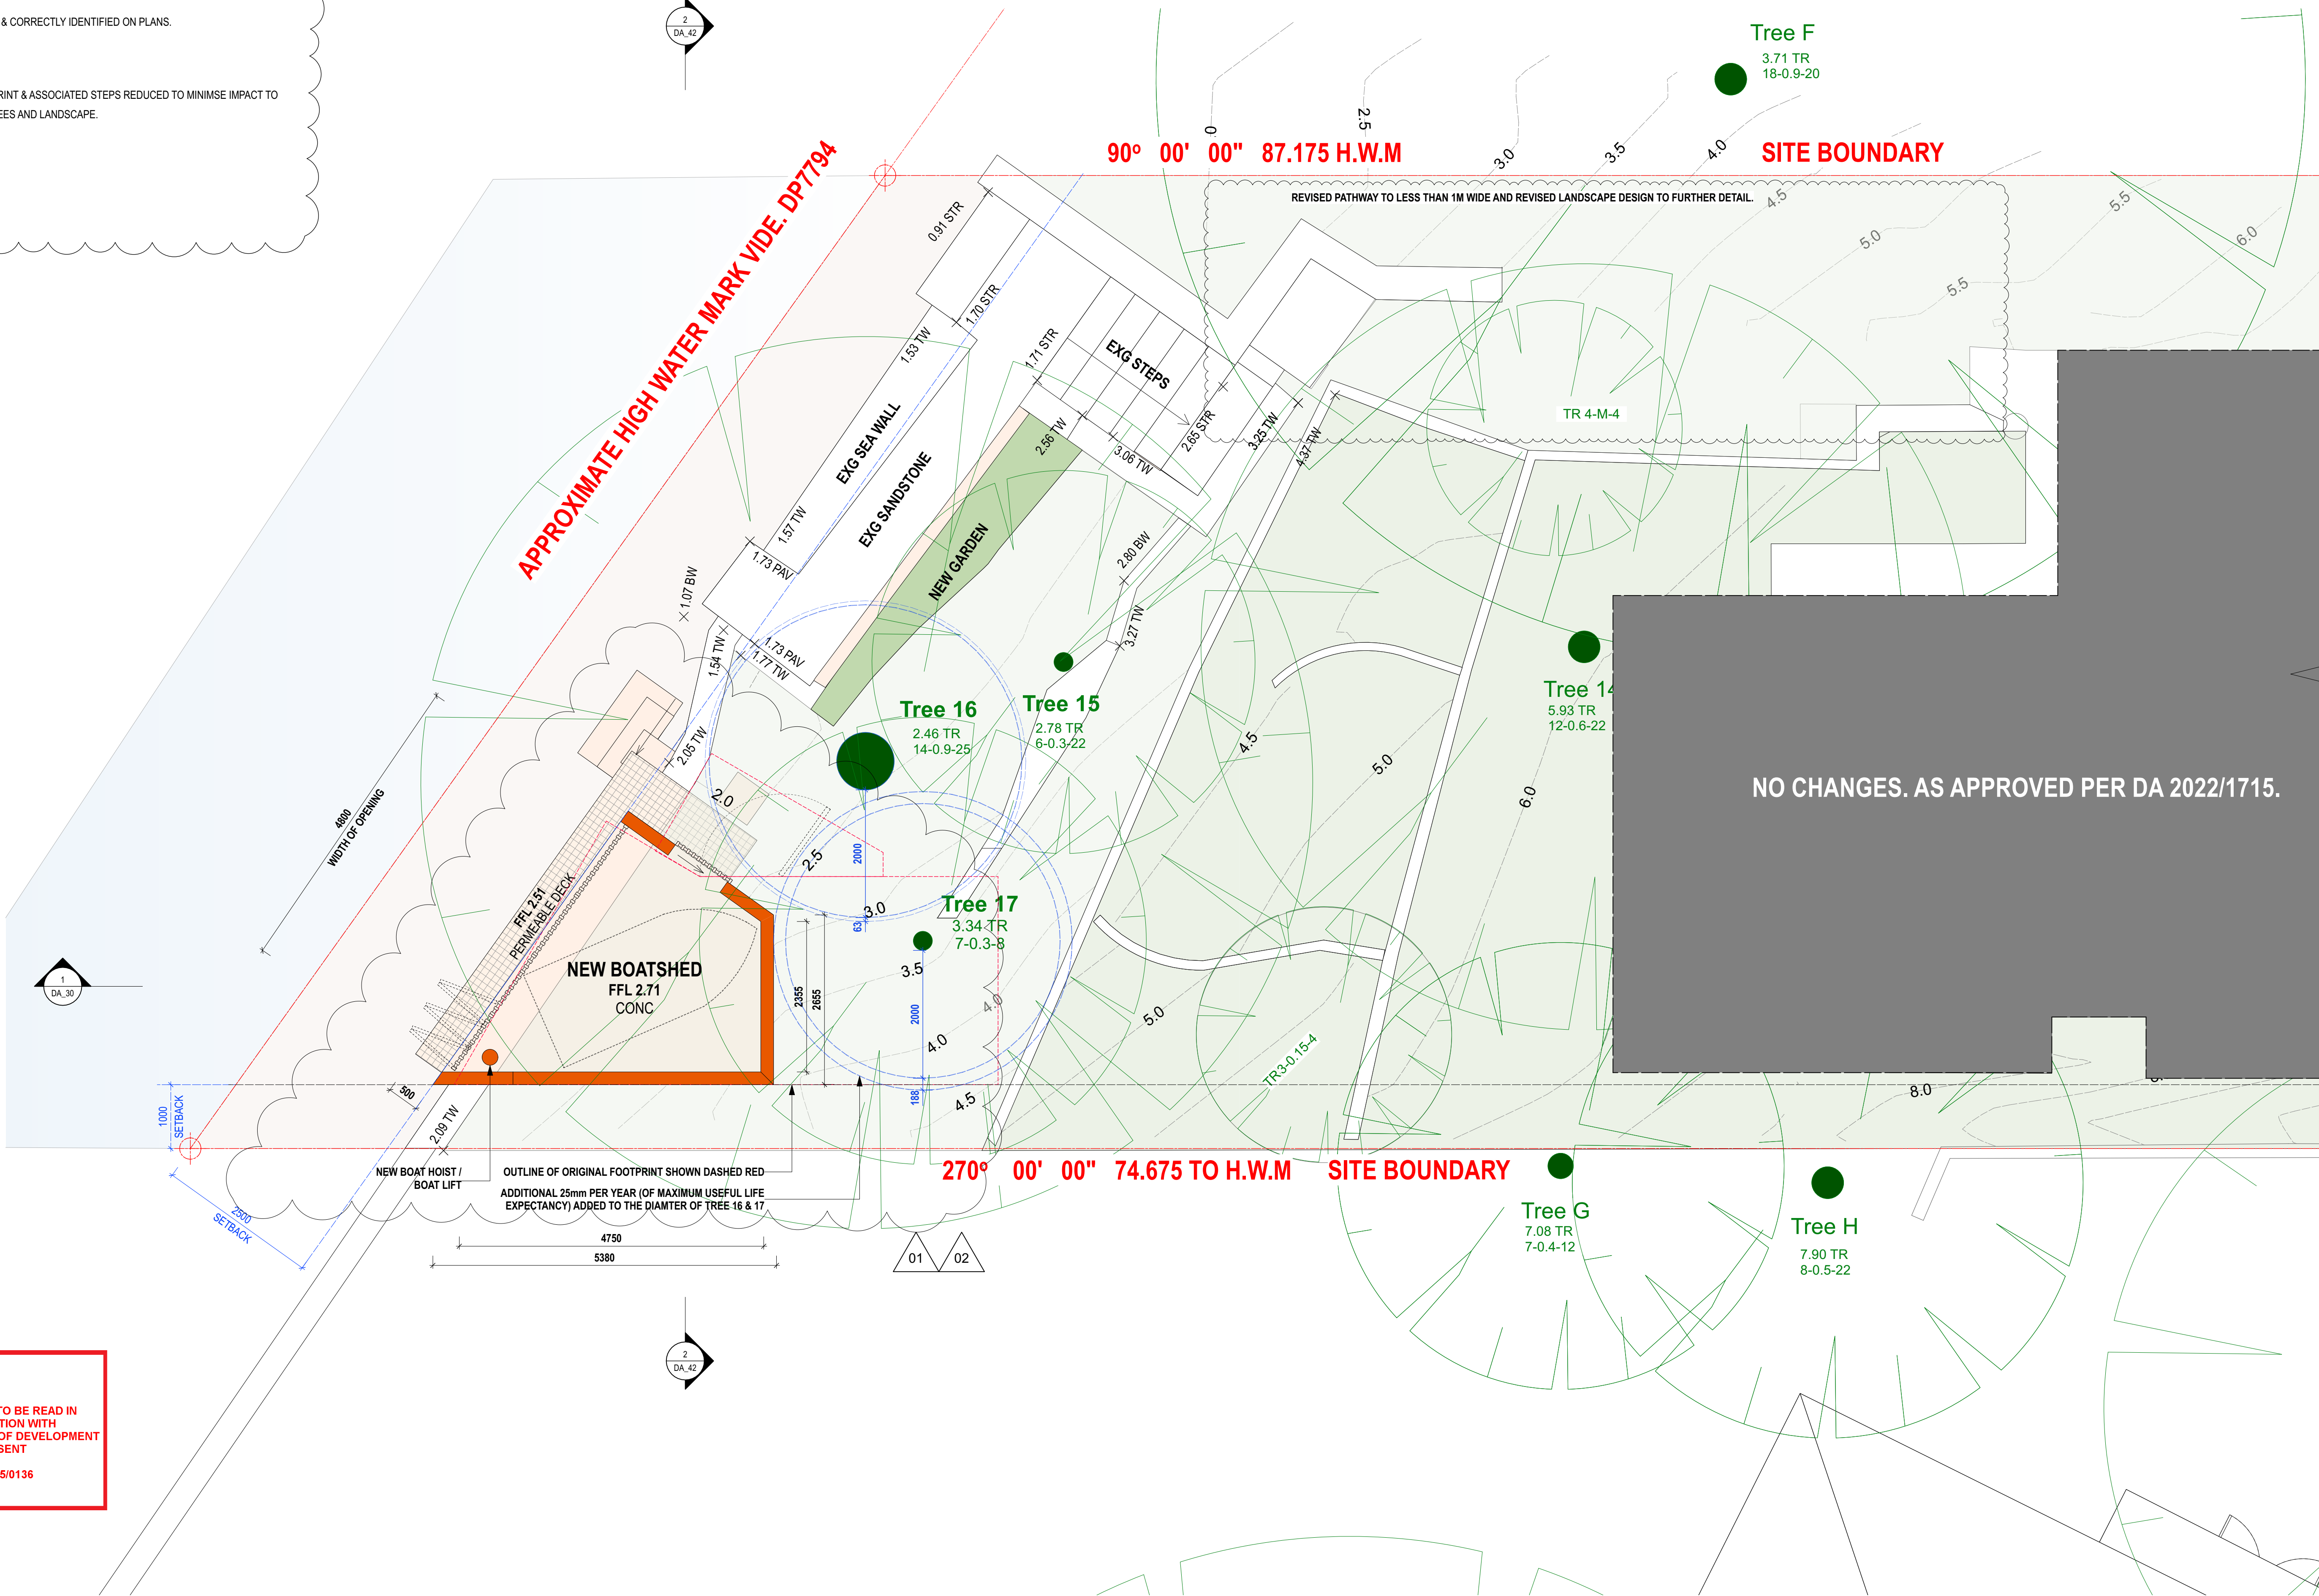 & CORRECTLY IDENTIFIED ON PLANS.
RINT & ASSOCIATED STEPS REDUCED TO MINIMSE IMPACT TO
EES AND LANDSCAPE.
2
DA_42
Tree F
3.71 TR
18-0.9-20
90º 00' 00" 87.175 H.W.M
SITE BOUNDARY
0.
2.5
3.0
3.5
4.0
4.5
5.0
5.5
5.5
6.0
REVISED PATHWAY TO LESS THAN 1M WIDE AND REVISED LANDSCAPE DESIGN TO FURTHER DETAIL.
APPROXIMATE HIGH WATER MARK VIDE. DP7794
0.91 STR
1.70 STR
1.53 TW
1.71 STR
EXG STEPS
EXG SEA WALL
EXG SANDSTONE
2.56 TW
3.06 TW
2.65 STR
3.25 TW
4.37 TW
TR 4-M-4
1.57 TW
1.73 PAV
NEW GARDEN
2.80 BW
3.27 TW
1.07 BW
1.54 TW
1.73 PAV
1.77 TW
2.05 TW
Tree 16
2.46 TR
14-0.9-25
Tree 15
2.78 TR
6-0.3-22
Tree 14
5.93 TR
12-0.6-22
NO CHANGES. AS APPROVED PER DA 2022/1715.
4800
WIDTH OF OPENING
2.0
2.5
3.0
2000
63
4.5
5.0
6.0
Tree 17
3.34 TR
7-0.3-8
FFL 2.51
PERMEABLE DECK
NEW BOATSHED
FFL 2.71
CONC
2355
2655
3.5
4.0
4.0
4.5
5.0
2000
188
TR3-0.15-4
8.0
1
DA_30
500
1000
SETBACK
2.09 TW
2500
SETBACK
NEW BOAT HOIST /
BOAT LIFT
OUTLINE OF ORIGINAL FOOTPRINT SHOWN DASHED RED
ADDITIONAL 25mm PER YEAR (OF MAXIMUM USEFUL LIFE
EXPECTANCY) ADDED TO THE DIAMTER OF TREE 16 & 17
270º 00' 00" 74.675 TO H.W.M
SITE BOUNDARY
4750
5380
01
02
Tree G
7.08 TR
7-0.4-12
Tree H
7.90 TR
8-0.5-22
2
DA_42
TO BE READ IN
TION WITH
OF DEVELOPMENT
SENT
5/0136